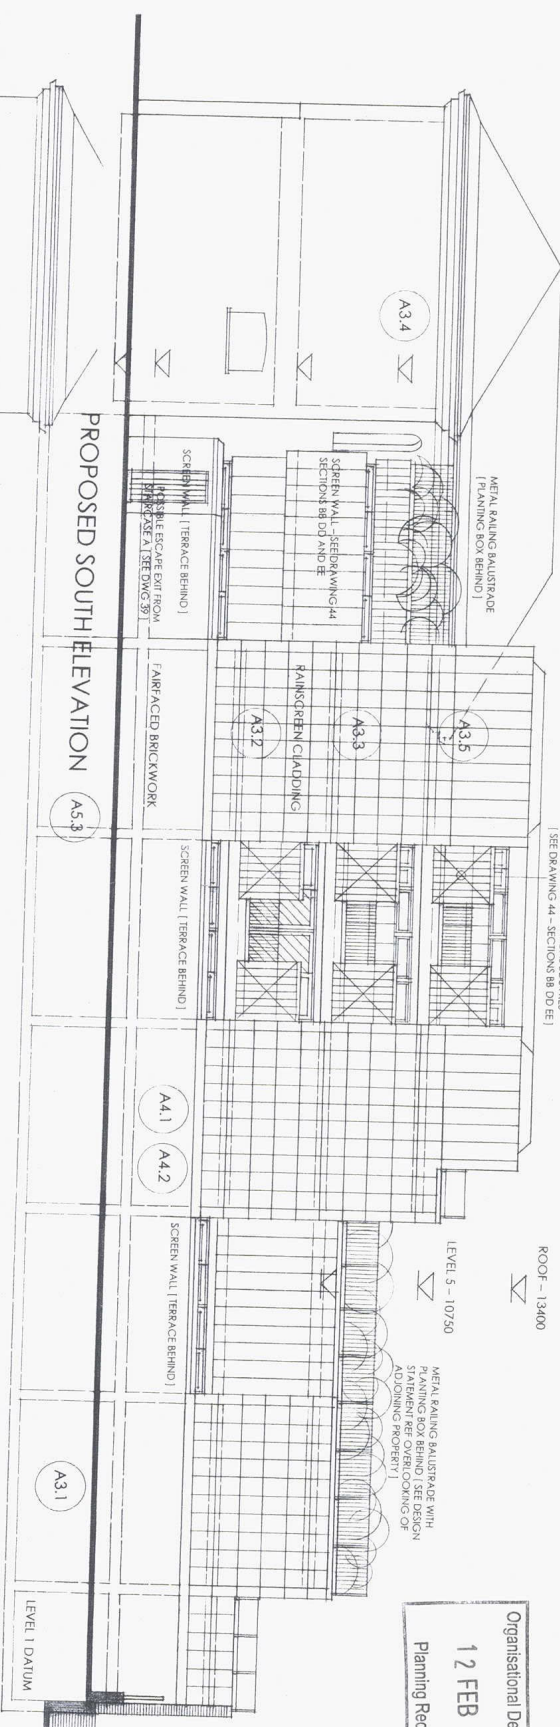 A3.4
METAL RAILING BALUSTRADE
[ PLANTING BOX BEHIND ]
SCREEN WALL – SEE DRAWING 44
SECTIONS BB DD AND EE
SCREEN WALL [ TERRACE BEHIND ]
POSSIBLE ESCAPE EXIT FROM
STAIRCASE A [ SEE DWG 39 ]
PROPOSED SOUTH ELEVATION
A5.3
FAIRFACED BRICKWORK
RAINSCREEN CLADDING
A3.2
A3.3
A3.5
[ SEE DRAWING 44 – SECTIONS BB DD EE ]
SCREEN WALL [ TERRACE BEHIND ]
A4.1
A4.2
SCREEN WALL [ TERRACE BEHIND ]
ROOF – 13400
LEVEL 5 – 10750
METAL RAILING BALUSTRADE WITH
PLANTING BOX BEHIND [ SEE DESIGN
STATEMENT REF OVERLOOKING OF
ADJOINING PROPERTY ]
A3.1
LEVEL 1 DATUM
Organisational De
12 FEB
Planning Rec